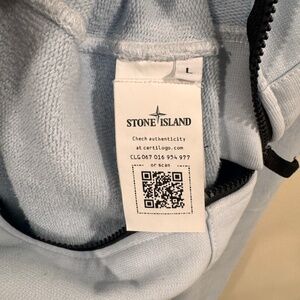 L
STONE ISLAND
Check authenticity
at certilogo.com
CLG 067 016 954 977
or scan